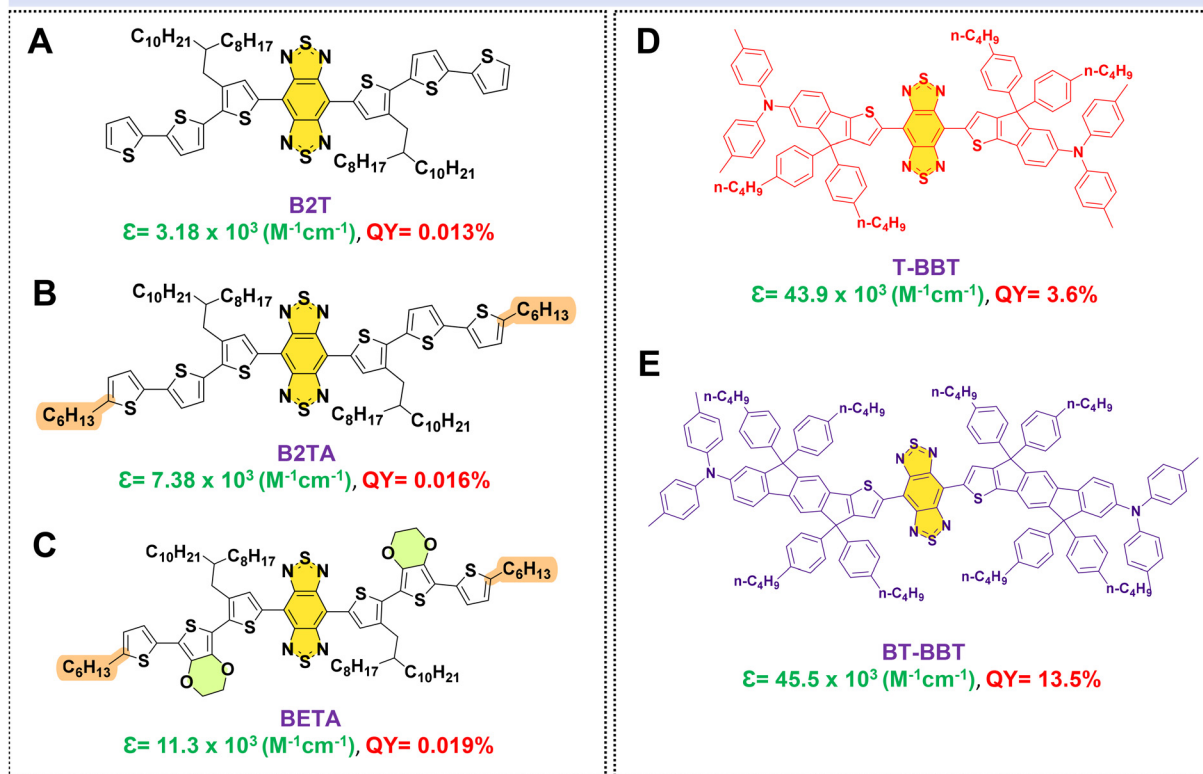 A
C₁₀H₂₁
C₈H₁₇
S
N N
S
S
S
S
S
S
N N
S
C₈H₁₇
C₁₀H₂₁
B2T
Ɛ= 3.18 x 10³ (M⁻¹cm⁻¹), QY= 0.013%
B
C₁₀H₂₁
C₈H₁₇
S
N N
C₆H₁₃
S
S
S
S
S
S
N N
S
C₆H₁₃
C₈H₁₇
C₁₀H₂₁
B2TA
Ɛ= 7.38 x 10³ (M⁻¹cm⁻¹), QY= 0.016%
C
C₁₀H₂₁
C₈H₁₇
O
O
S
N N
C₆H₁₃
S
S
S
S
S
S
N N
S
C₆H₁₃
O
O
C₈H₁₇
C₁₀H₂₁
BETA
Ɛ= 11.3 x 10³ (M⁻¹cm⁻¹), QY= 0.019%
D
n-C₄H₉
n-C₄H₉
S
N N
N
S
S
N
N N
S
n-C₄H₉
n-C₄H₉
T-BBT
Ɛ= 43.9 x 10³ (M⁻¹cm⁻¹), QY= 3.6%
E
n-C₄H₉
n-C₄H₉
n-C₄H₉
n-C₄H₉
S
N N
N
S
S
N
N N
S
n-C₄H₉
n-C₄H₉
n-C₄H₉
n-C₄H₉
BT-BBT
Ɛ= 45.5 x 10³ (M⁻¹cm⁻¹), QY= 13.5%